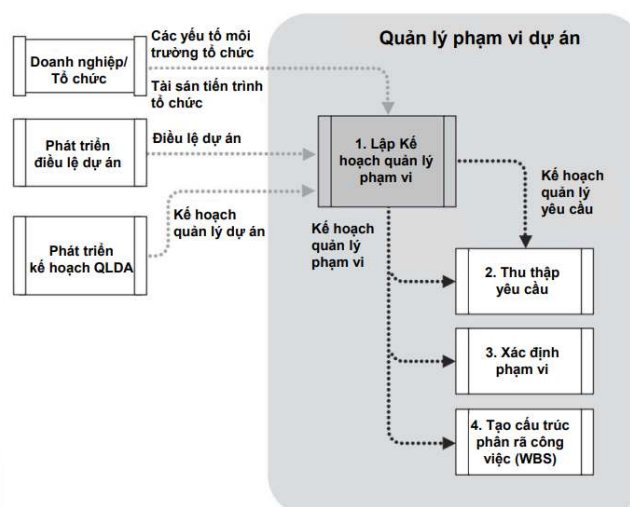 Quản lý phạm vi dự án
Doanh nghiệp/
Tổ chức
Các yếu tố môi
trường tổ chức
Tài sản tiến trình
tổ chức
Phát triển
điều lệ dự án
Điều lệ dự án
1. Lập Kế
hoạch quản lý
phạm vi
Kế hoạch
quản lý
yêu cầu
Phát triển
kế hoạch QLDA
Kế hoạch
quản lý dự án
Kế hoạch
quản lý
phạm vi
2. Thu thập
yêu cầu
3. Xác định
phạm vi
4. Tạo cấu trúc
phân rã công
việc (WBS)